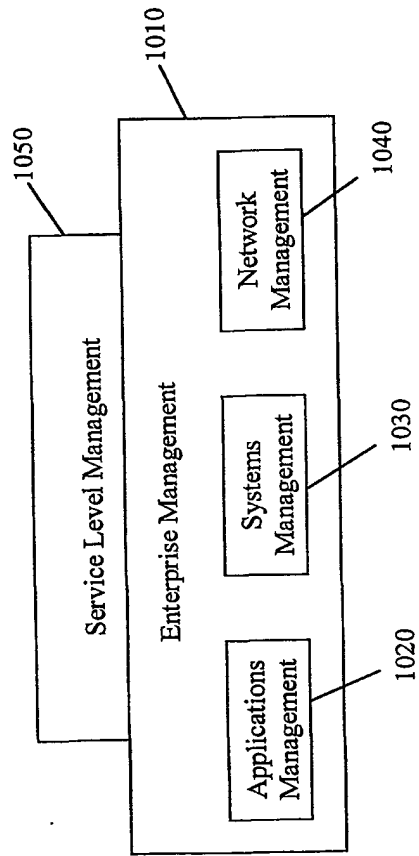 1050
Service Level Management
1010
Enterprise Management
Applications
Management
Systems
Management
Network
Management
1020
1030
1040